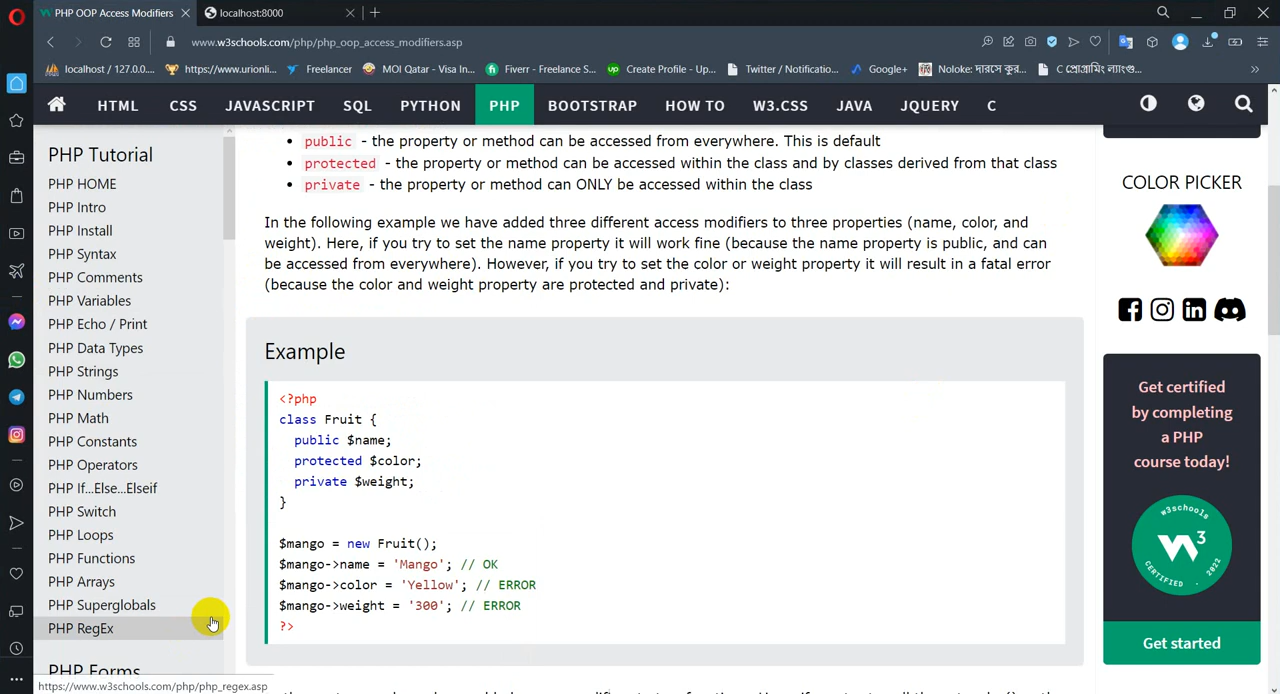 PHP OOP Access Modifiers
localhost:8000
www.w3schools.com/php/php_oop_access_modifiers.asp
localhost / 127.0.0....
https://www.urionli...
Freelancer
MOI Qatar - Visa In...
Fiverr - Freelance S...
Create Profile - Up...
Twitter / Notificatio...
Google+
Noloke: দারসে কুর...
C প্রোগ্রামিং ল্যাংগু...
HTML
CSS
JAVASCRIPT
SQL
PYTHON
PHP
BOOTSTRAP
HOW TO
W3.CSS
JAVA
JQUERY
C
PHP Tutorial
PHP HOME
PHP Intro
PHP Install
PHP Syntax
PHP Comments
PHP Variables
PHP Echo / Print
PHP Data Types
PHP Strings
PHP Numbers
PHP Math
PHP Constants
PHP Operators
PHP If...Else...Elseif
PHP Switch
PHP Loops
PHP Functions
PHP Arrays
PHP Superglobals
PHP RegEx
PHP Forms
https://www.w3schools.com/php/php_regex.asp
public - the property or method can be accessed from everywhere. This is default
protected - the property or method can be accessed within the class and by classes derived from that class
private - the property or method can ONLY be accessed within the class
In the following example we have added three different access modifiers to three properties (name, color, and
weight). Here, if you try to set the name property it will work fine (because the name property is public, and can
be accessed from everywhere). However, if you try to set the color or weight property it will result in a fatal error
(because the color and weight property are protected and private):
Example
<?php
class Fruit {
public $name;
protected $color;
private $weight;
}
$mango = new Fruit();
$mango->name = 'Mango'; // OK
$mango->color = 'Yellow'; // ERROR
$mango->weight = '300'; // ERROR
?>
COLOR PICKER
Get certified
by completing
a PHP
course today!
w3schools
W3
CERTIFIED . 2022
Get started